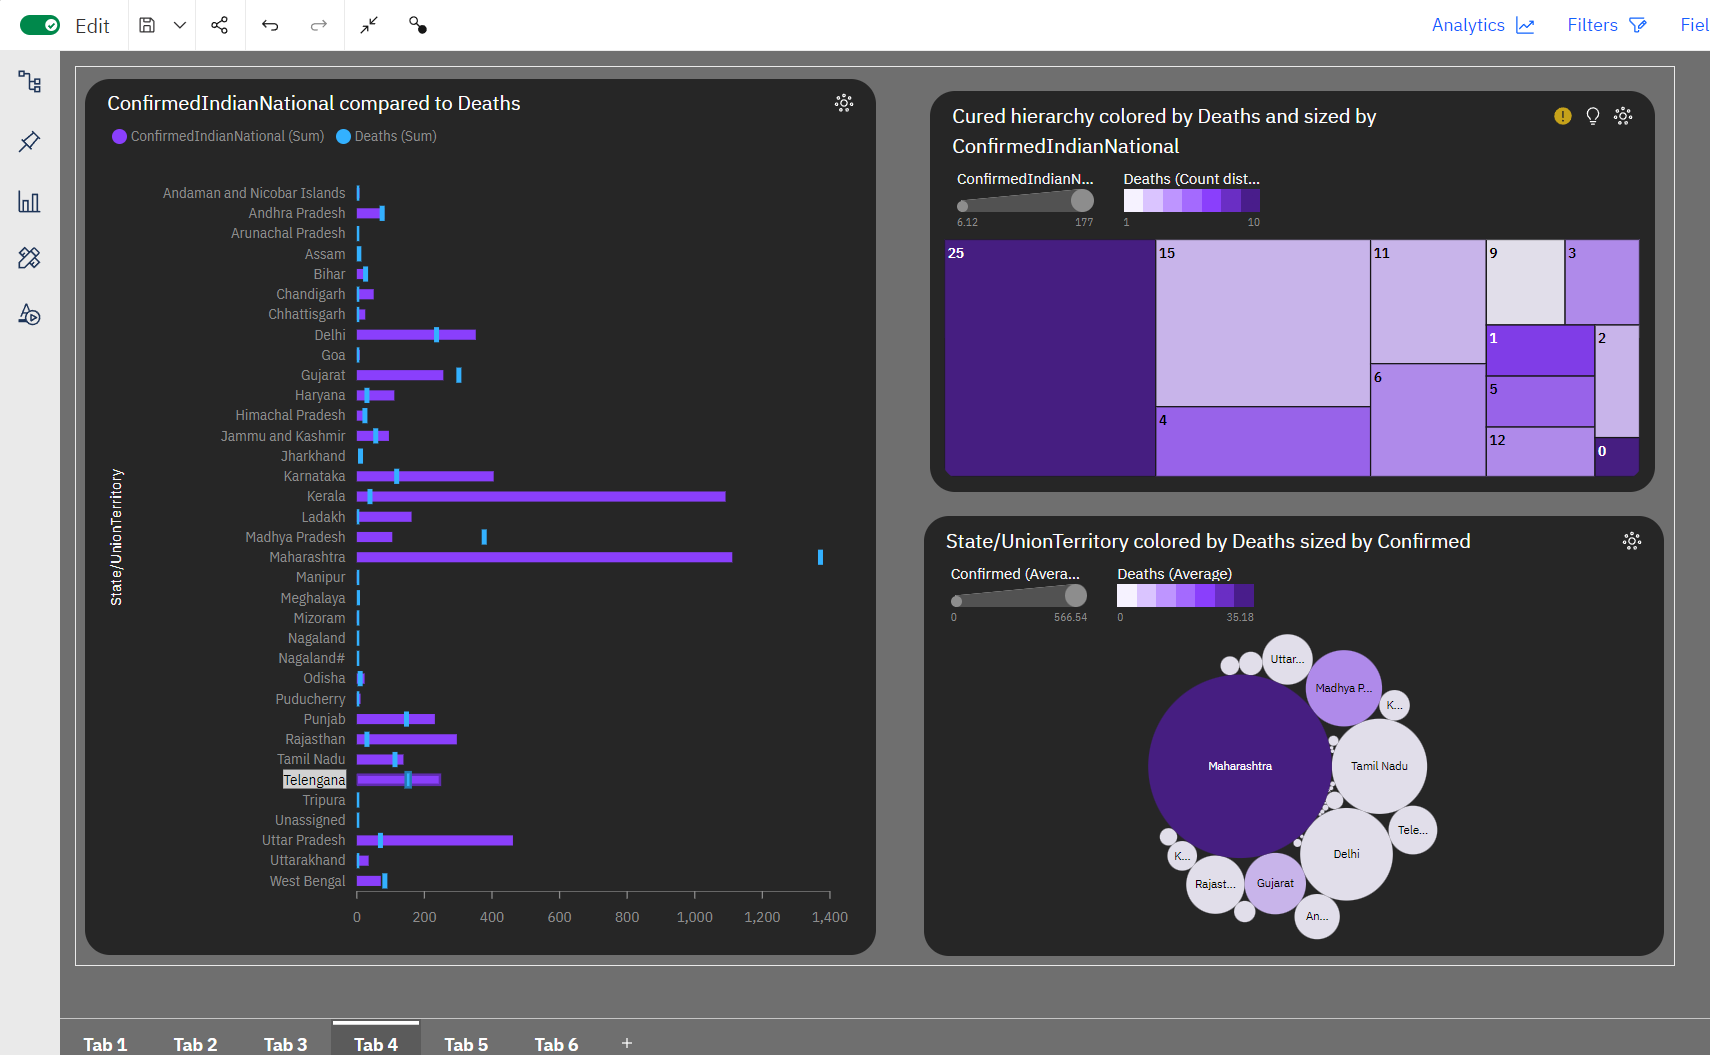 Edit
Analytics
Filters
Fiel
ConfirmedIndianNational compared to Deaths
ConfirmedIndianNational (Sum) Deaths (Sum)
State/UnionTerritory
Andaman and Nicobar Islands
Andhra Pradesh
Arunachal Pradesh
Assam
Bihar
Chandigarh
Chhattisgarh
Delhi
Goa
Gujarat
Haryana
Himachal Pradesh
Jammu and Kashmir
Jharkhand
Karnataka
Kerala
Ladakh
Madhya Pradesh
Maharashtra
Manipur
Meghalaya
Mizoram
Nagaland
Nagaland#
Odisha
Puducherry
Punjab
Rajasthan
Tamil Nadu
Telengana
Tripura
Unassigned
Uttar Pradesh
Uttarakhand
West Bengal
0 200 400 600 800 1,000 1,200 1,400
Cured hierarchy colored by Deaths and sized by
ConfirmedIndianNational
ConfirmedIndianN... Deaths (Count dist...
6.12 177 1 10
25
15
11
9
3
1
2
6
5
4
12
0
State/UnionTerritory colored by Deaths sized by Confirmed
Confirmed (Avera... Deaths (Average)
0 566.54 0 35.18
Uttar...
Madhya P...
K...
Maharashtra
Tamil Nadu
Tele...
Delhi
K...
Rajast...
Gujarat
An...
Tab 1 Tab 2 Tab 3 Tab 4 Tab 5 Tab 6 +